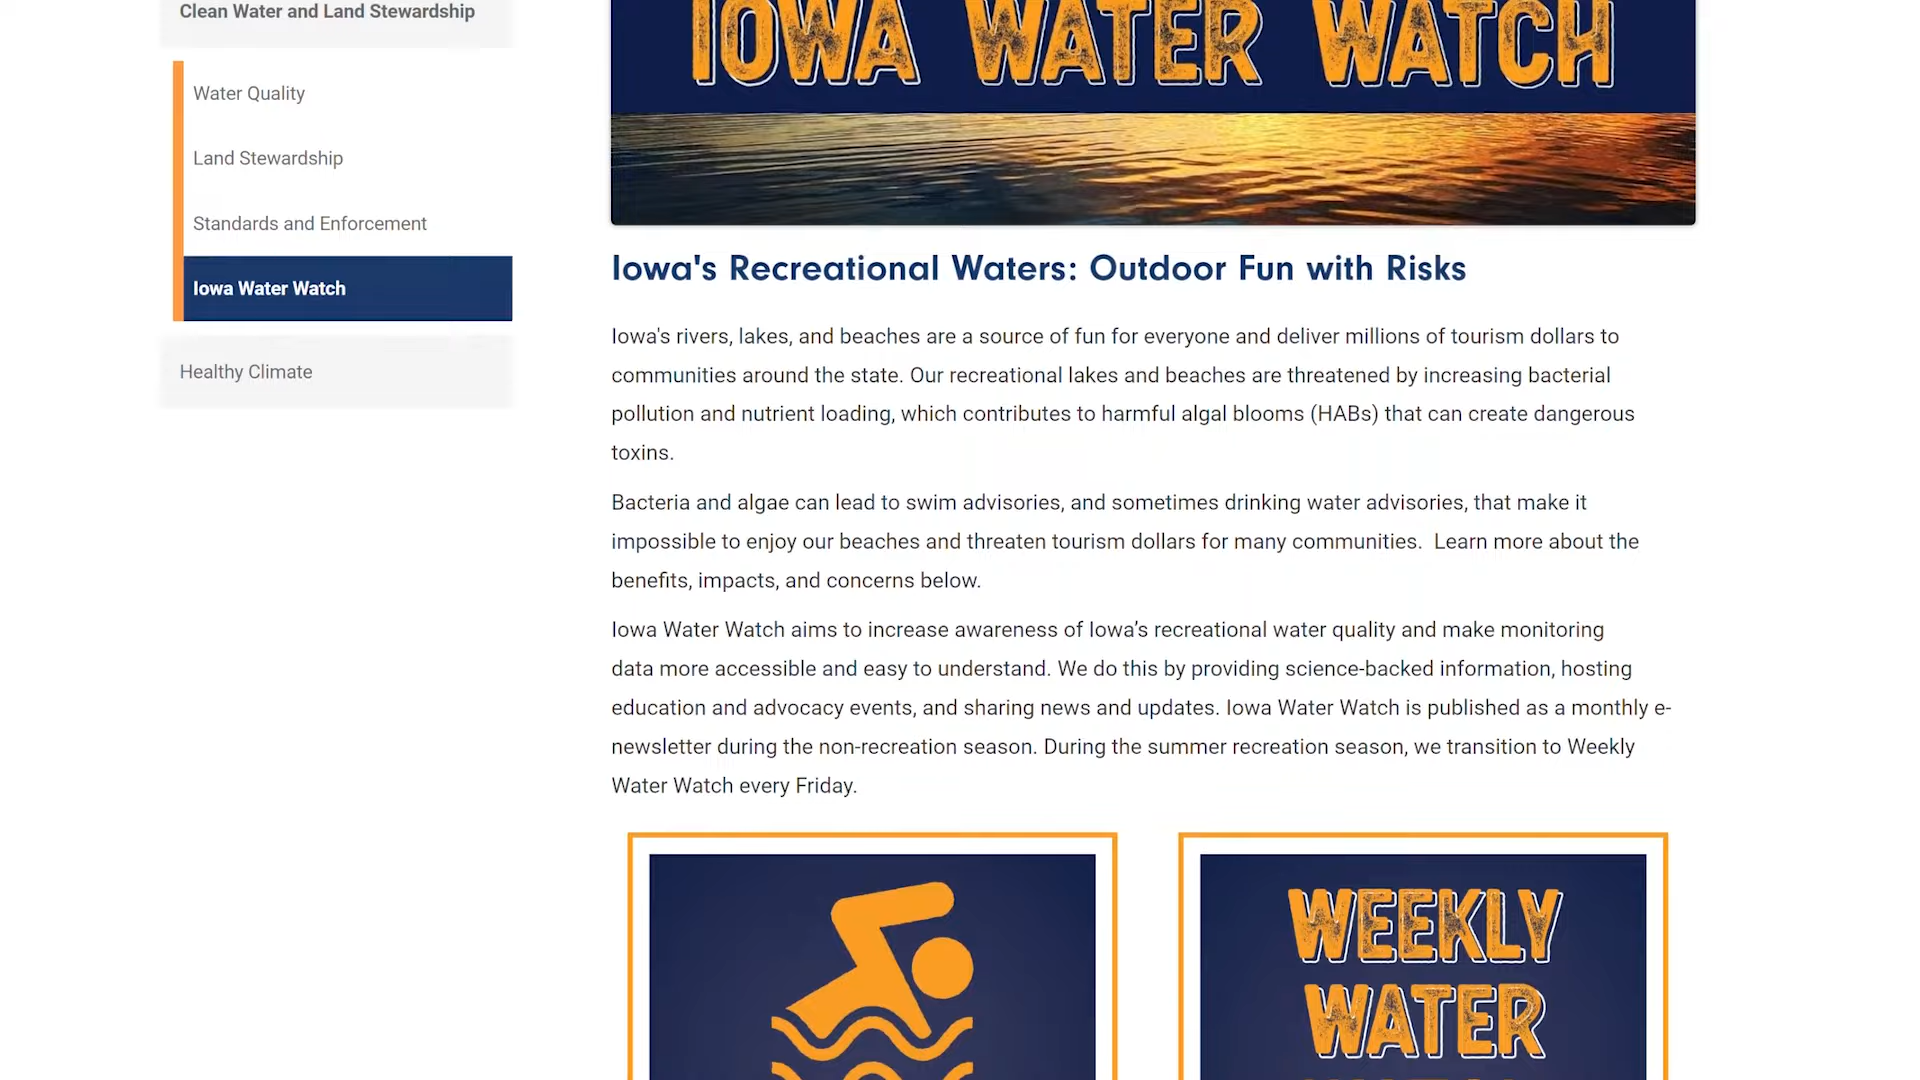 Clean Water and Land Stewardship
Water Quality
Land Stewardship
Standards and Enforcement
Iowa Water Watch
Healthy Climate
IOWA WATER WATCH
Iowa's Recreational Waters: Outdoor Fun with Risks
Iowa's rivers, lakes, and beaches are a source of fun for everyone and deliver millions of tourism dollars to
communities around the state. Our recreational lakes and beaches are threatened by increasing bacterial
pollution and nutrient loading, which contributes to harmful algal blooms (HABs) that can create dangerous
toxins.
Bacteria and algae can lead to swim advisories, and sometimes drinking water advisories, that make it
impossible to enjoy our beaches and threaten tourism dollars for many communities.  Learn more about the
benefits, impacts, and concerns below.
Iowa Water Watch aims to increase awareness of Iowa’s recreational water quality and make monitoring
data more accessible and easy to understand. We do this by providing science-backed information, hosting
education and advocacy events, and sharing news and updates. Iowa Water Watch is published as a monthly e-
newsletter during the non-recreation season. During the summer recreation season, we transition to Weekly
Water Watch every Friday.
WEEKLY
WATER